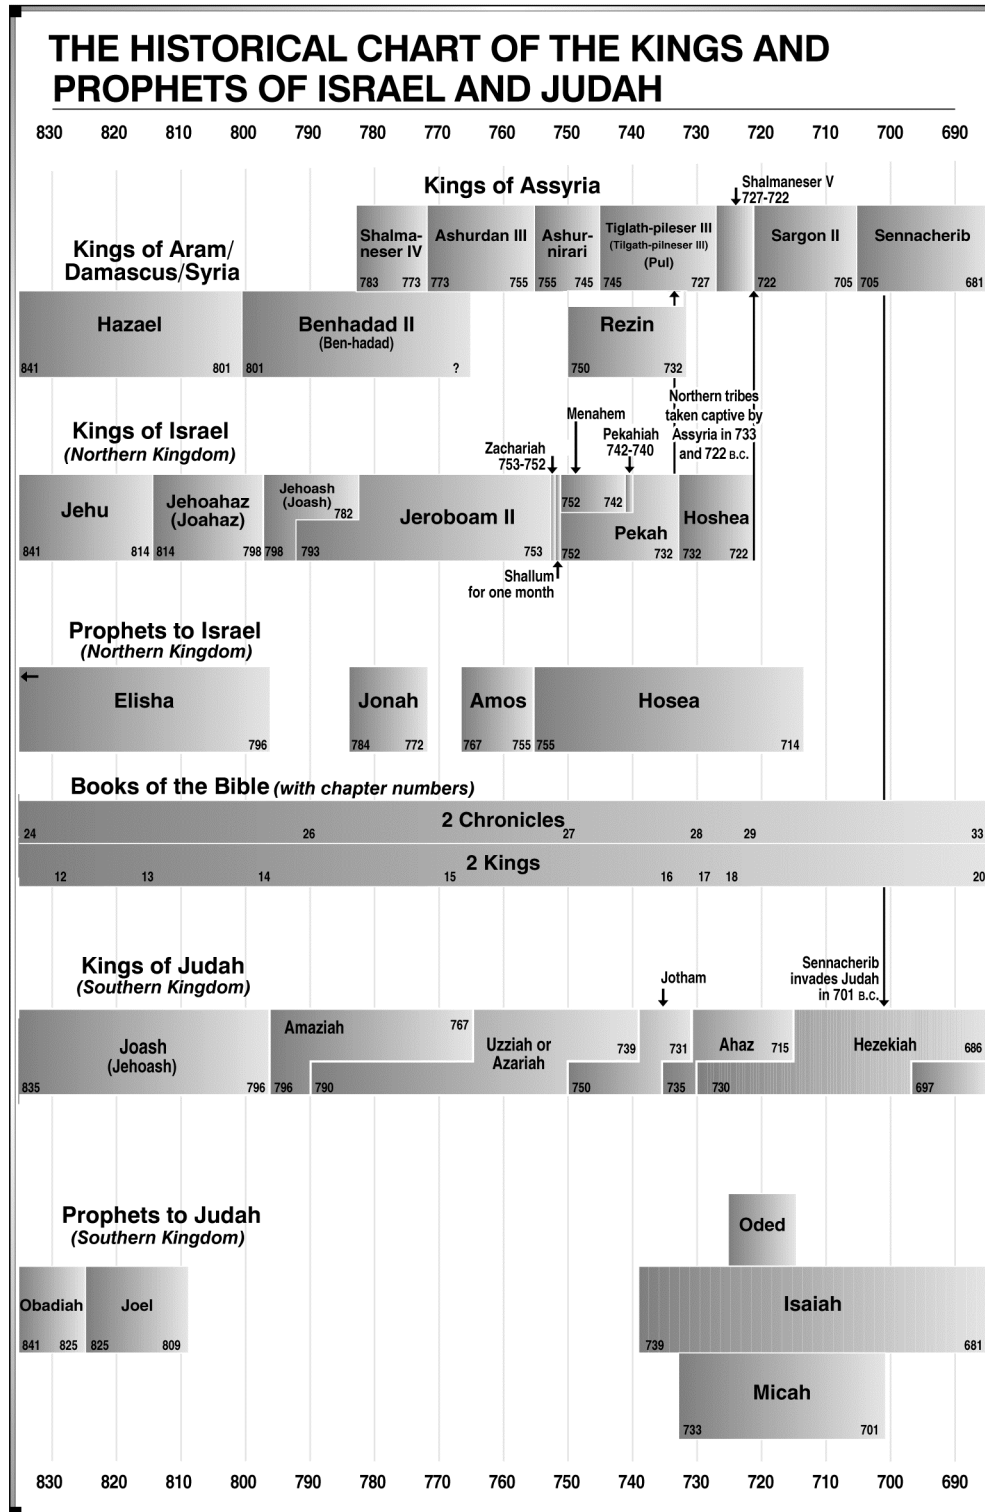 THE HISTORICAL CHART OF THE KINGS AND
PROPHETS OF ISRAEL AND JUDAH
830 820 810 800 790 780 770 760 750 740 730 720 710 700 690
Kings of Assyria
Shalmaneser V
727-722
Shalma-
neser IV
783 773
Ashurdan III
773 755
Ashur-
nirari
755 745
Tiglath-pileser III
(Tilgath-pilneser III)
(Pul)
745 727
Sargon II
722 705
Sennacherib
705 681
Kings of Aram/
Damascus/Syria
Hazael
841 801
Benhadad II
(Ben-hadad)
801 ?
Rezin
750 732
Northern tribes
taken captive by
Assyria in 733
and 722 B.C.
Kings of Israel
(Northern Kingdom)
Zachariah
753-752
Menahem
Pekahiah
742-740
Jehu
841 814
Jehoahaz
(Joahaz)
814 798
Jehoash
(Joash)
782
798
Jeroboam II
793 753
752 742
Pekah
752 732
Hoshea
732 722
Shallum
for one month
Prophets to Israel
(Northern Kingdom)
Elisha
796
Jonah
784 772
Amos
767 755
Hosea
755 714
Books of the Bible (with chapter numbers)
2 Chronicles
24 26 27 28 29 33
2 Kings
12 13 14 15 16 17 18 20
Kings of Judah
(Southern Kingdom)
Jotham
Sennacherib
invades Judah
in 701 B.C.
Joash
(Jehoash)
835 796
Amaziah
767
796
Uzziah or
Azariah
739
790
731
750
Ahaz
715
735
Hezekiah
686
730
697
Prophets to Judah
(Southern Kingdom)
Oded
Obadiah
841 825
Joel
825 809
Isaiah
739 681
Micah
733 701
830 820 810 800 790 780 770 760 750 740 730 720 710 700 690